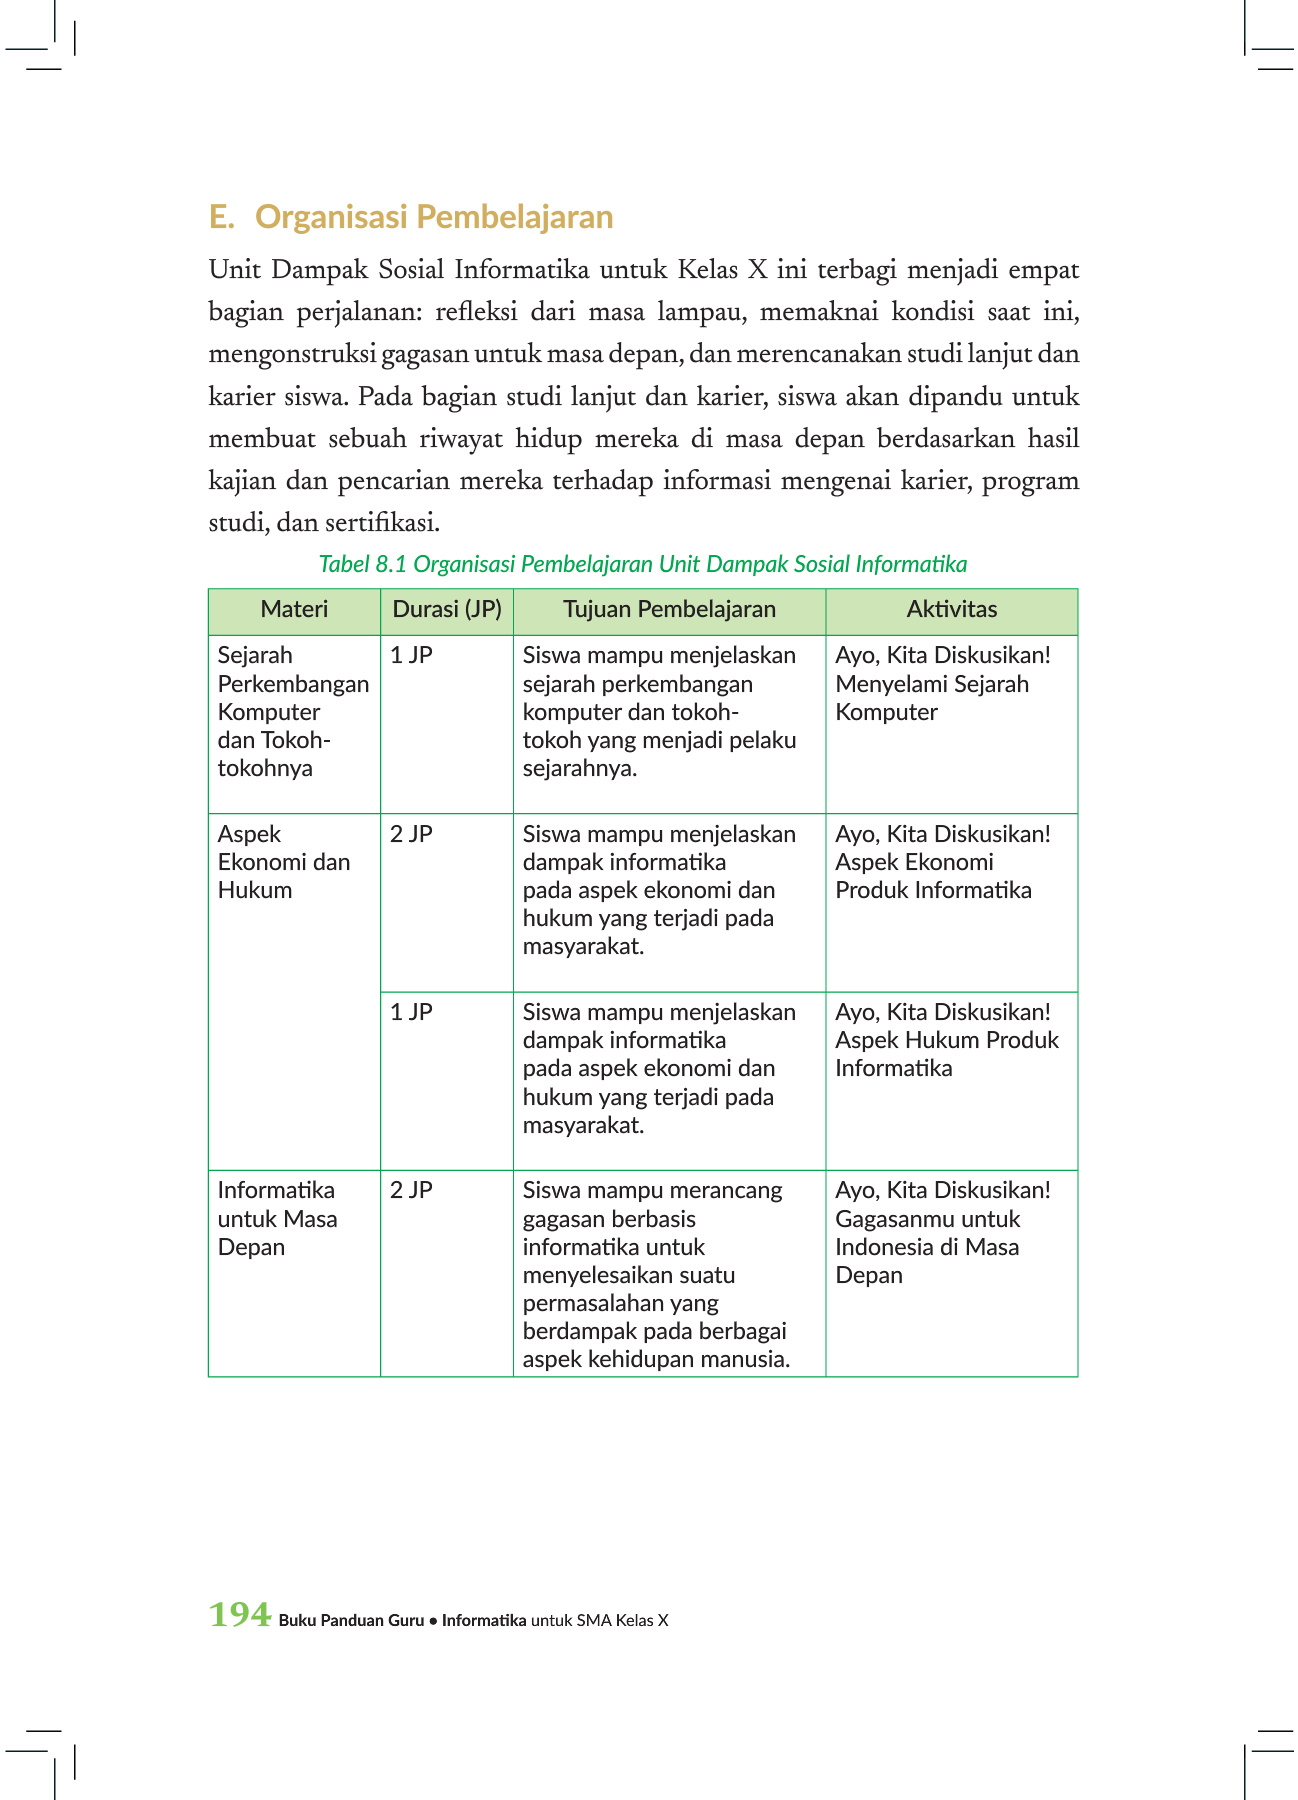 E. Organisasi Pembelajaran
Unit Dampak Sosial Informatika untuk Kelas X ini terbagi menjadi empat
bagian perjalanan: refleksi dari masa lampau, memaknai kondisi saat ini,
mengonstruksi gagasan untuk masa depan, dan merencanakan studi lanjut dan
karier siswa. Pada bagian studi lanjut dan karier, siswa akan dipandu untuk
membuat sebuah riwayat hidup mereka di masa depan berdasarkan hasil
kajian dan pencarian mereka terhadap informasi mengenai karier, program
studi, dan sertifikasi.
Tabel 8.1 Organisasi Pembelajaran Unit Dampak Sosial Informatika
Materi
Durasi (JP)
Tujuan Pembelajaran
Aktivitas
Sejarah
Perkembangan
Komputer
dan Tokoh-
tokohnya
1 JP
Siswa mampu menjelaskan
sejarah perkembangan
komputer dan tokoh-
tokoh yang menjadi pelaku
sejarahnya.
Ayo, Kita Diskusikan!
Menyelami Sejarah
Komputer
Aspek
Ekonomi dan
Hukum
2 JP
Siswa mampu menjelaskan
dampak informatika
pada aspek ekonomi dan
hukum yang terjadi pada
masyarakat.
Ayo, Kita Diskusikan!
Aspek Ekonomi
Produk Informatika
1 JP
Siswa mampu menjelaskan
dampak informatika
pada aspek ekonomi dan
hukum yang terjadi pada
masyarakat.
Ayo, Kita Diskusikan!
Aspek Hukum Produk
Informatika
Informatika
untuk Masa
Depan
2 JP
Siswa mampu merancang
gagasan berbasis
informatika untuk
menyelesaikan suatu
permasalahan yang
berdampak pada berbagai
aspek kehidupan manusia.
Ayo, Kita Diskusikan!
Gagasanmu untuk
Indonesia di Masa
Depan
194 Buku Panduan Guru • Informatika untuk SMA Kelas X